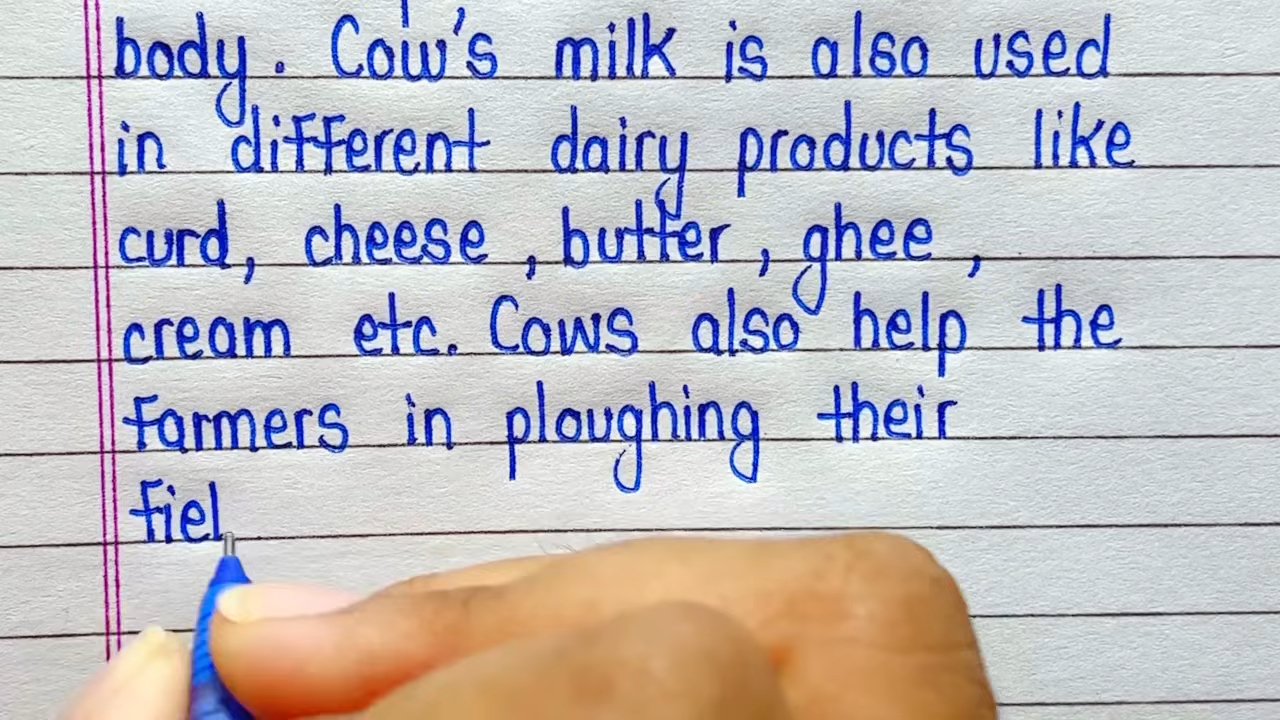 body. Cow's milk is also used
in different dairy products like
curd, cheese, butter, ghee,
cream etc. Cows also help the
farmers in ploughing their
fiel